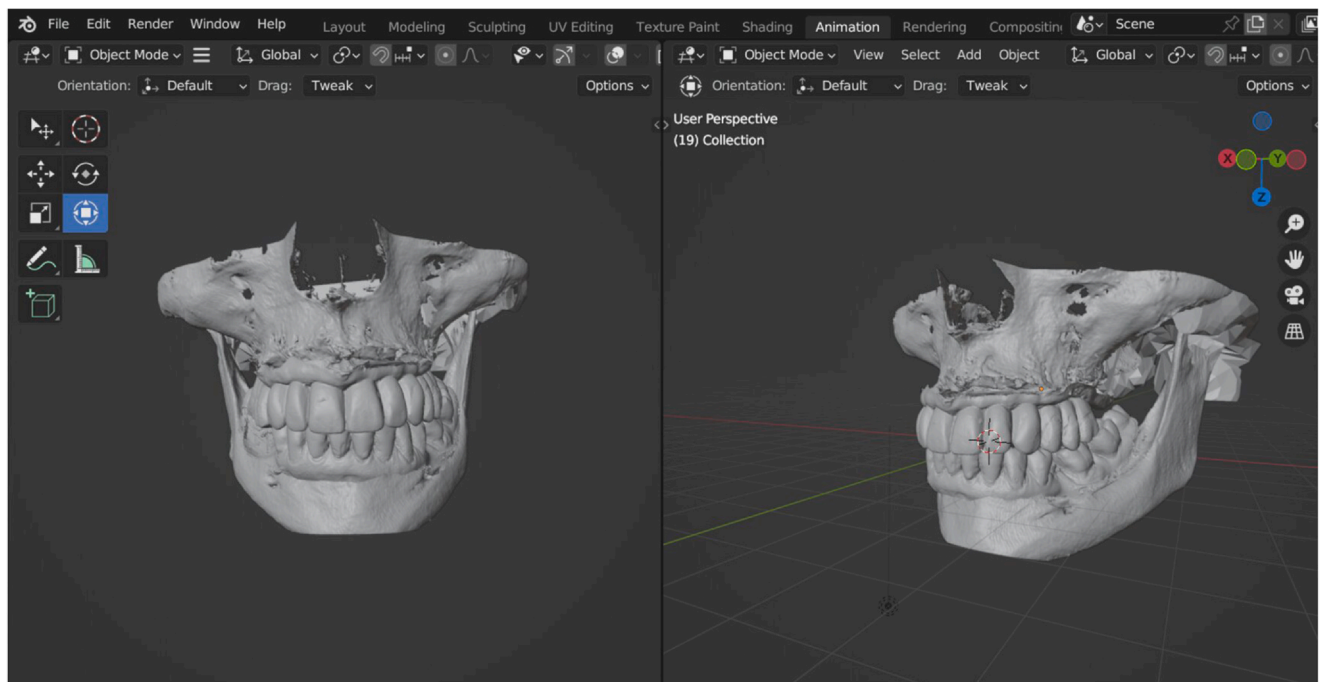 File Edit Render Window Help Layout Modeling Sculpting UV Editing Texture Paint Shading Animation Rendering Compositin Scene
Object Mode Global
Object Mode View Select Add Object Global
Orientation: Default Drag: Tweak Options
Orientation: Default Drag: Tweak Options
User Perspective
(19) Collection
X Y
Z